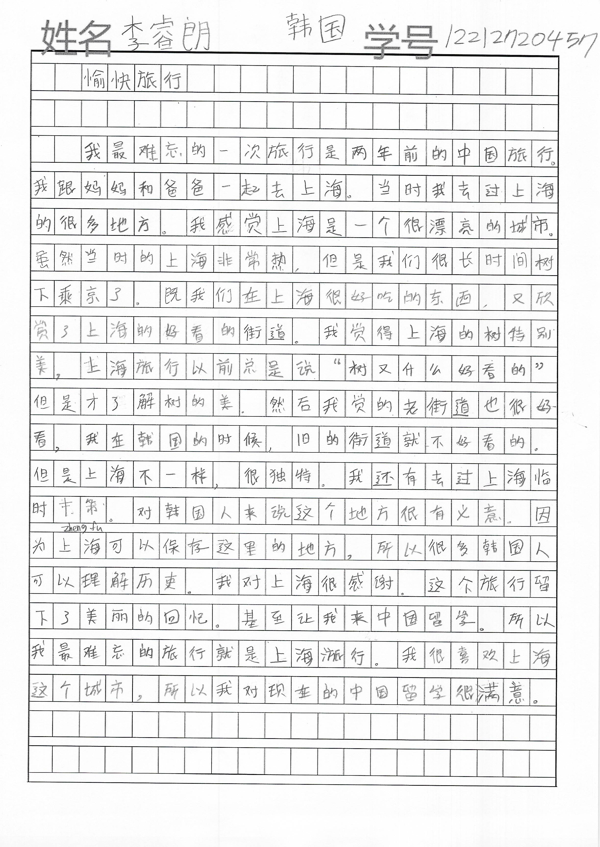 姓名 李睿朗 韩国 学号 12212720457
愉快旅行
我最难忘的一次旅行是两年前的中国旅行。
我跟妈妈和爸爸一起去上海。当时我去过上海
的很多地方。我感觉上海是一个很漂亮的城市。
虽然当时的上海非常热,但是我们很长时间树
下乘凉了。既我们在上海很好吃的东西,又欣
赏了上海的好看的街道。我觉得上海的树特别
美,上海旅行以前总是说“树又什么好看的”
但是才了解树的美.然后我觉的老街道也很好
看,我在韩国的时候,旧的街道就不好看的.
但是上海不一样,很独特。我还有去过上海临
时
zheng fu
对韩国人来说这个地方很有义意.因
为上海可以保存这里的地方,所以很多韩国人
可以理解历史。我对上海很感谢.这个旅行留
下了美丽的回忆。甚至让我来中国留学。所以
我最难忘的旅行就是上海旅行。我很喜欢上海
这个城市,所以我对现在的中国留学很满意。